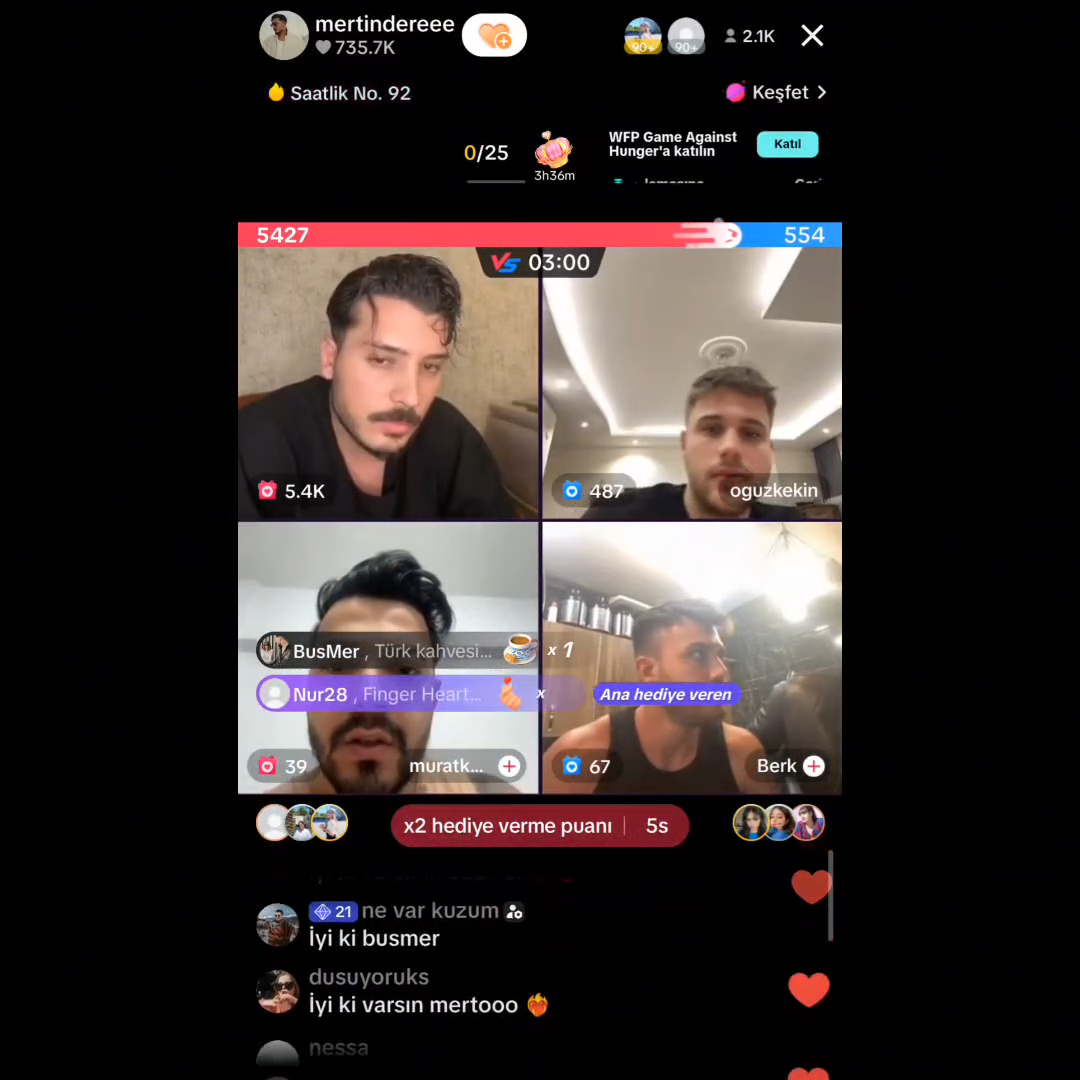 mertindereee
735.7K
90+
90+
2.1K
Saatlik No. 92
Keşfet
0/25
3h36m
WFP Game Against
Hunger'a katılın
Katıl
5427
554
VS 03:00
5.4K
487
oguzkekin
BusMer , Türk kahvesi... x 1
Nur28 , Finger Heart... x
Ana hediye veren
39
muratk...
67
Berk
x2 hediye verme puanı 5s
21 ne var kuzum
İyi ki busmer
dusuyoruks
İyi ki varsın mertooo
nessa